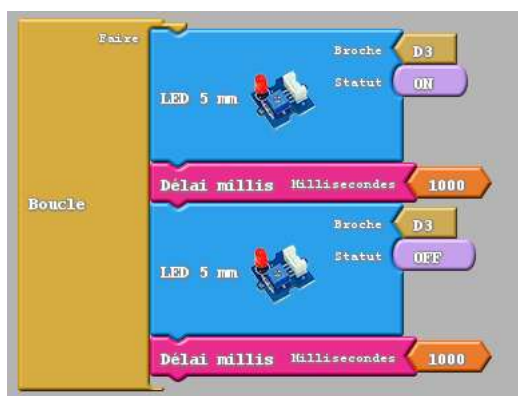 Faire
Broche D3
Statut ON
LED 5 mm
Délai millis Millisecondes 1000
Boucle
Broche D3
Statut OFF
LED 5 mm
Délai millis Millisecondes 1000